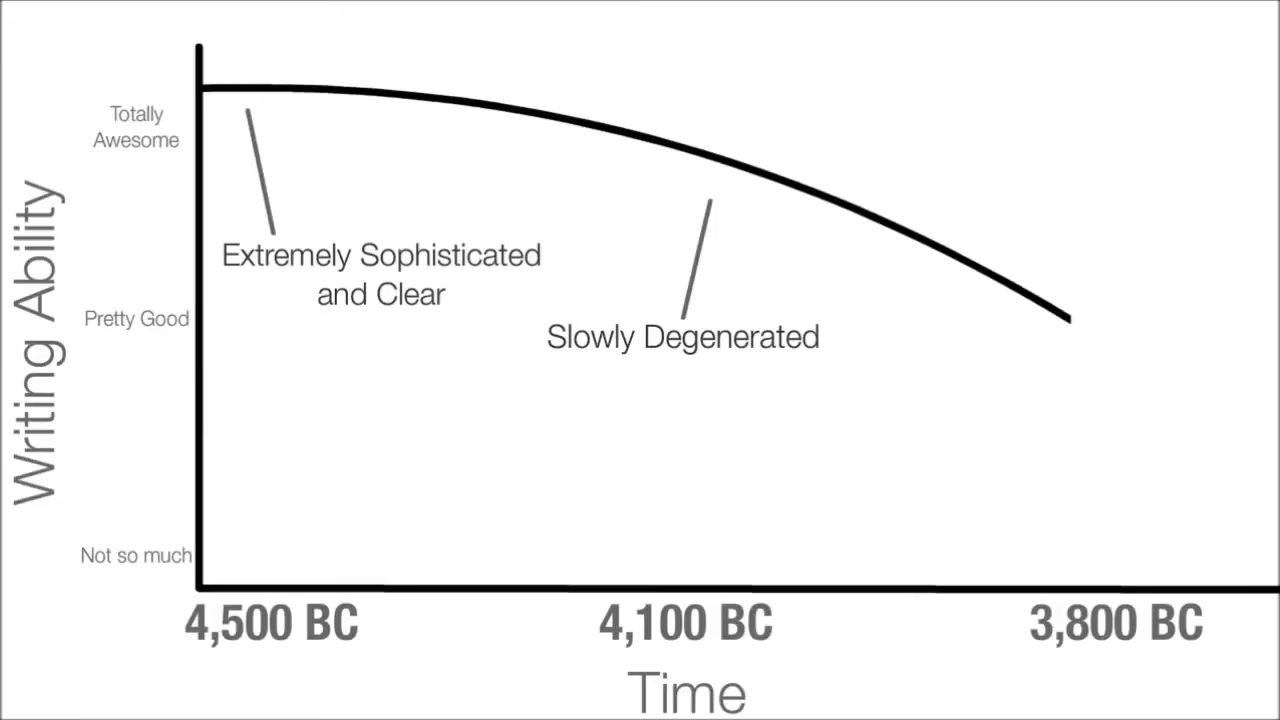 Totally
Awesome
Extremely Sophisticated
and Clear
Pretty Good
Slowly Degenerated
Writing Ability
Not so much
4,500 BC
4,100 BC
3,800 BC
Time